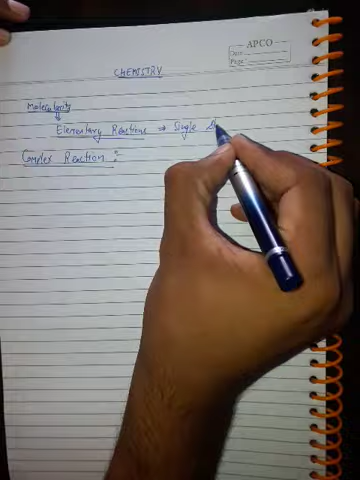 APCO
Date
Page
CHEMISTRY
Molecularity
Elementary Reactions ⇒ Single
Complex Reaction :